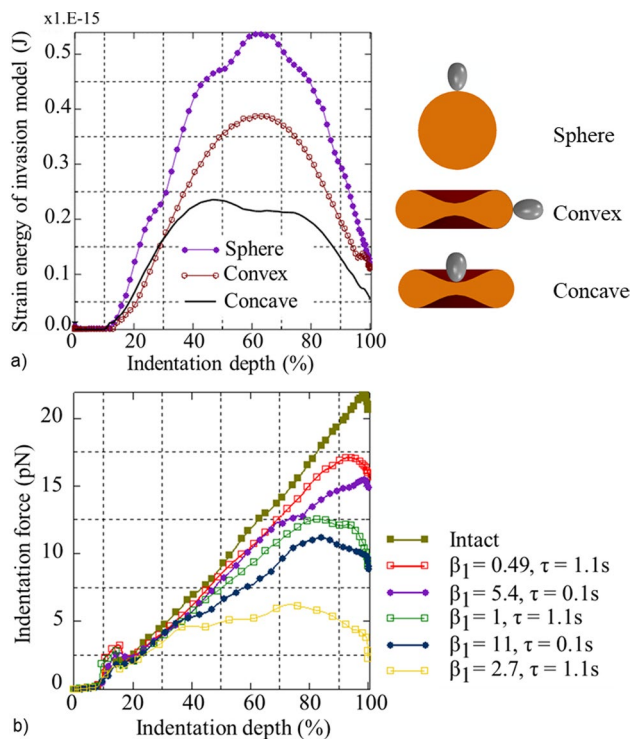 x1.E-15
Strain energy of invasion model (J)
0.5
0.4
0.3
0.2
0.1
0.0
Sphere
Convex
Concave
0 20 40 60 80 100
Indentation depth (%)
a)
Sphere
Convex
Concave
Indentation force (pN)
20
15
10
5
0
0 20 40 60 80 100
Indentation depth (%)
b)
Intact
β1= 0.49, τ = 1.1s
β1= 5.4, τ = 0.1s
β1= 1, τ = 1.1s
β1= 11, τ = 0.1s
β1= 2.7, τ = 1.1s